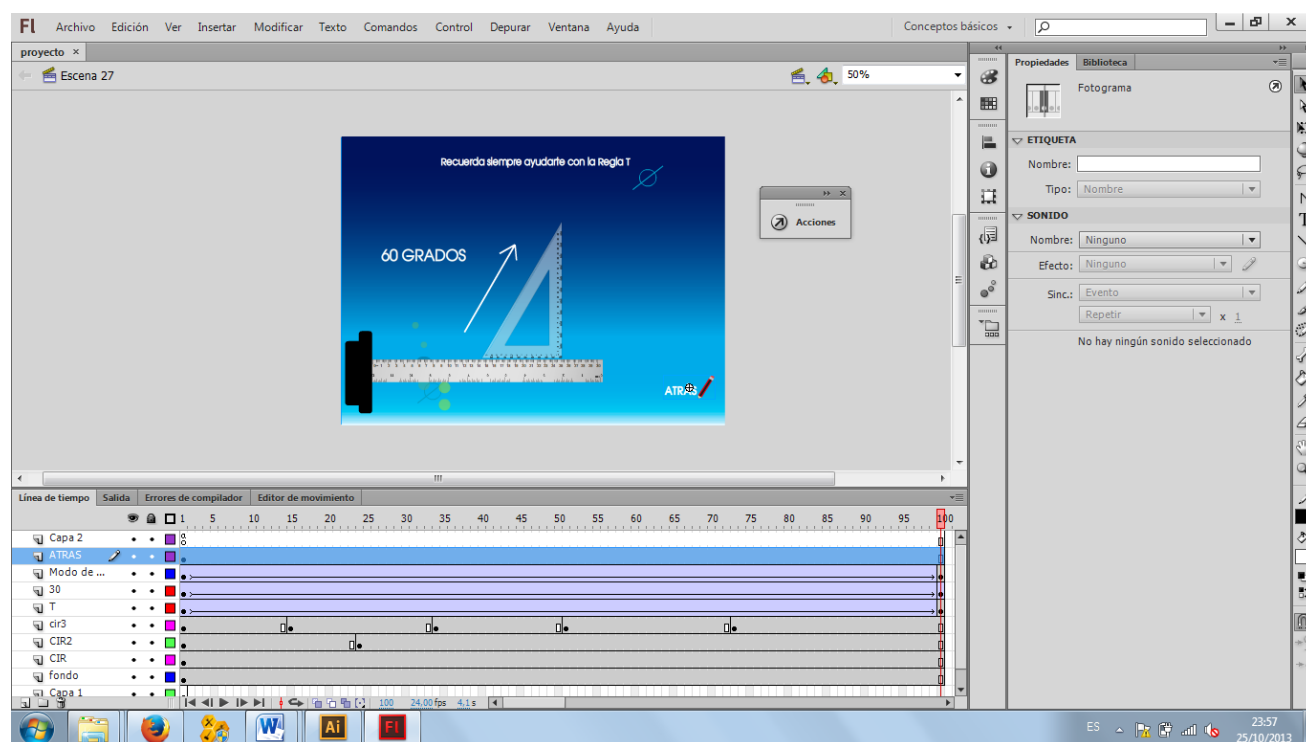 Fl Archivo Edición Ver Insertar Modificar Texto Comandos Control Depurar Ventana Ayuda Conceptos básicos
proyecto ×
Escena 27 50%
Propiedades Biblioteca
Fotograma
ETIQUETA
Nombre:
Tipo: Nombre
SONIDO
Nombre: Ninguno
Efecto: Ninguno
Sinc.: Evento
Repetir x 1
No hay ningún sonido seleccionado
Recuerda siempre ayudarte con la Regla T
Acciones
60 GRADOS
ATRAS
Línea de tiempo Salida Errores de compilador Editor de movimiento
1 5 10 15 20 25 30 35 40 45 50 55 60 65 70 75 80 85 90 95 100
Capa 2
ATRAS
Modo de ...
30
T
cir3
CIR2
CIR
fondo
Capa 1
100 24,00 fps 4,1 s
W Ai Fl
ES 23:57
25/10/2013